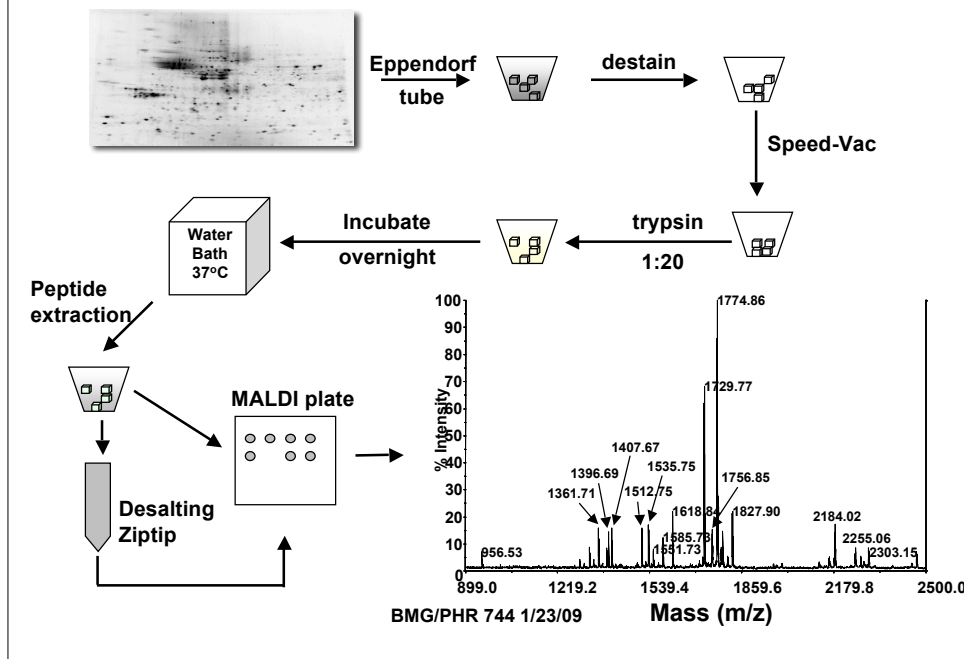 Eppendorf
tube
destain
Speed-Vac
trypsin
1:20
Incubate
overnight
Water
Bath
37ºC
Peptide
extraction
MALDI plate
Desalting
Ziptip
% Intensity
100
90
80
70
60
50
40
30
20
10
0
1774.86
1729.77
1407.67
1396.69
1535.75
1361.71
1512.75
1756.85
1618.84
1827.90
1585.73
1551.73
2184.02
2255.06
2303.15
956.53
899.0
1219.2
1539.4
1859.6
2179.8
2500.0
Mass (m/z)
BMG/PHR 744 1/23/09